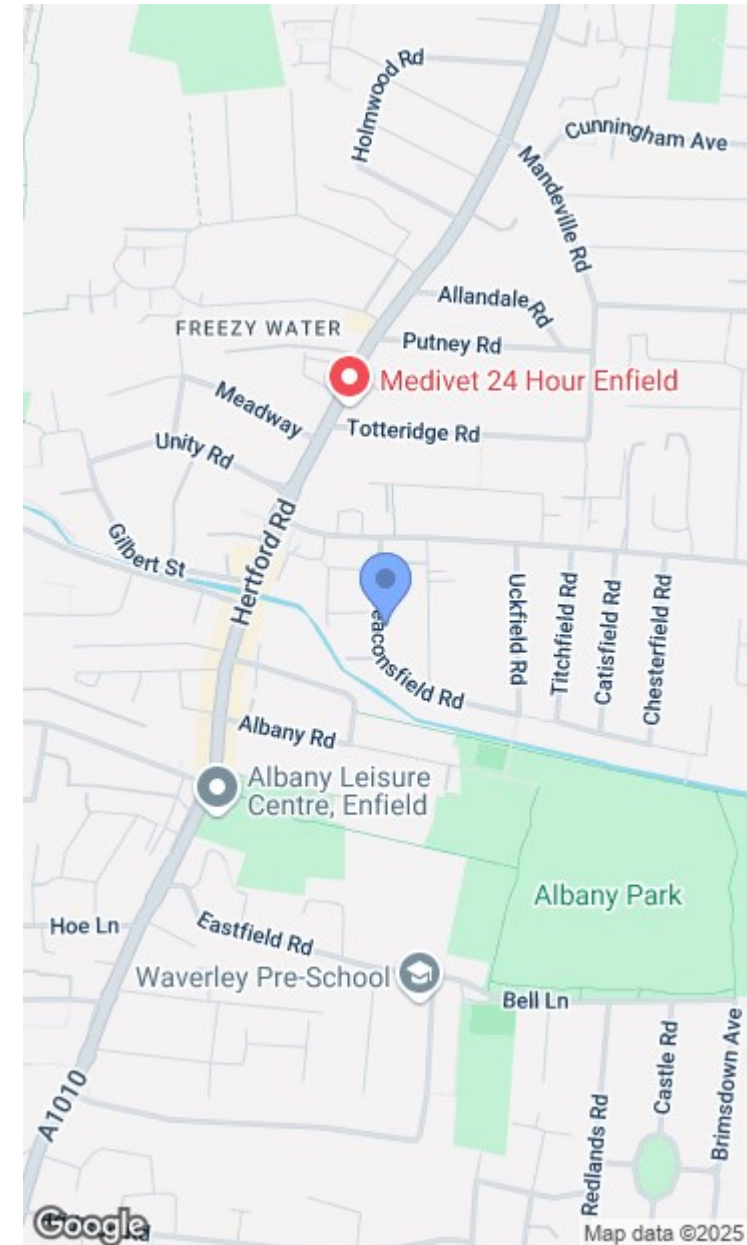 Holmwood Rd
Cunningham Ave
Mandeville Rd
Allandale Rd
FREEZY WATER
Putney Rd
Medivet 24 Hour Enfield
Meadway
Totteridge Rd
Unity Rd
Hertford Rd
Gilbert St
Uckfield Rd
Titchfield Rd
Catisfield Rd
Chesterfield Rd
eaconsfield Rd
Albany Rd
Albany Leisure
Centre, Enfield
Albany Park
Hoe Ln
Eastfield Rd
Waverley Pre-School
Bell Ln
A1010
Redlands Rd
Castle Rd
Brimsdown Ave
Google
Rd
Map data ©2025